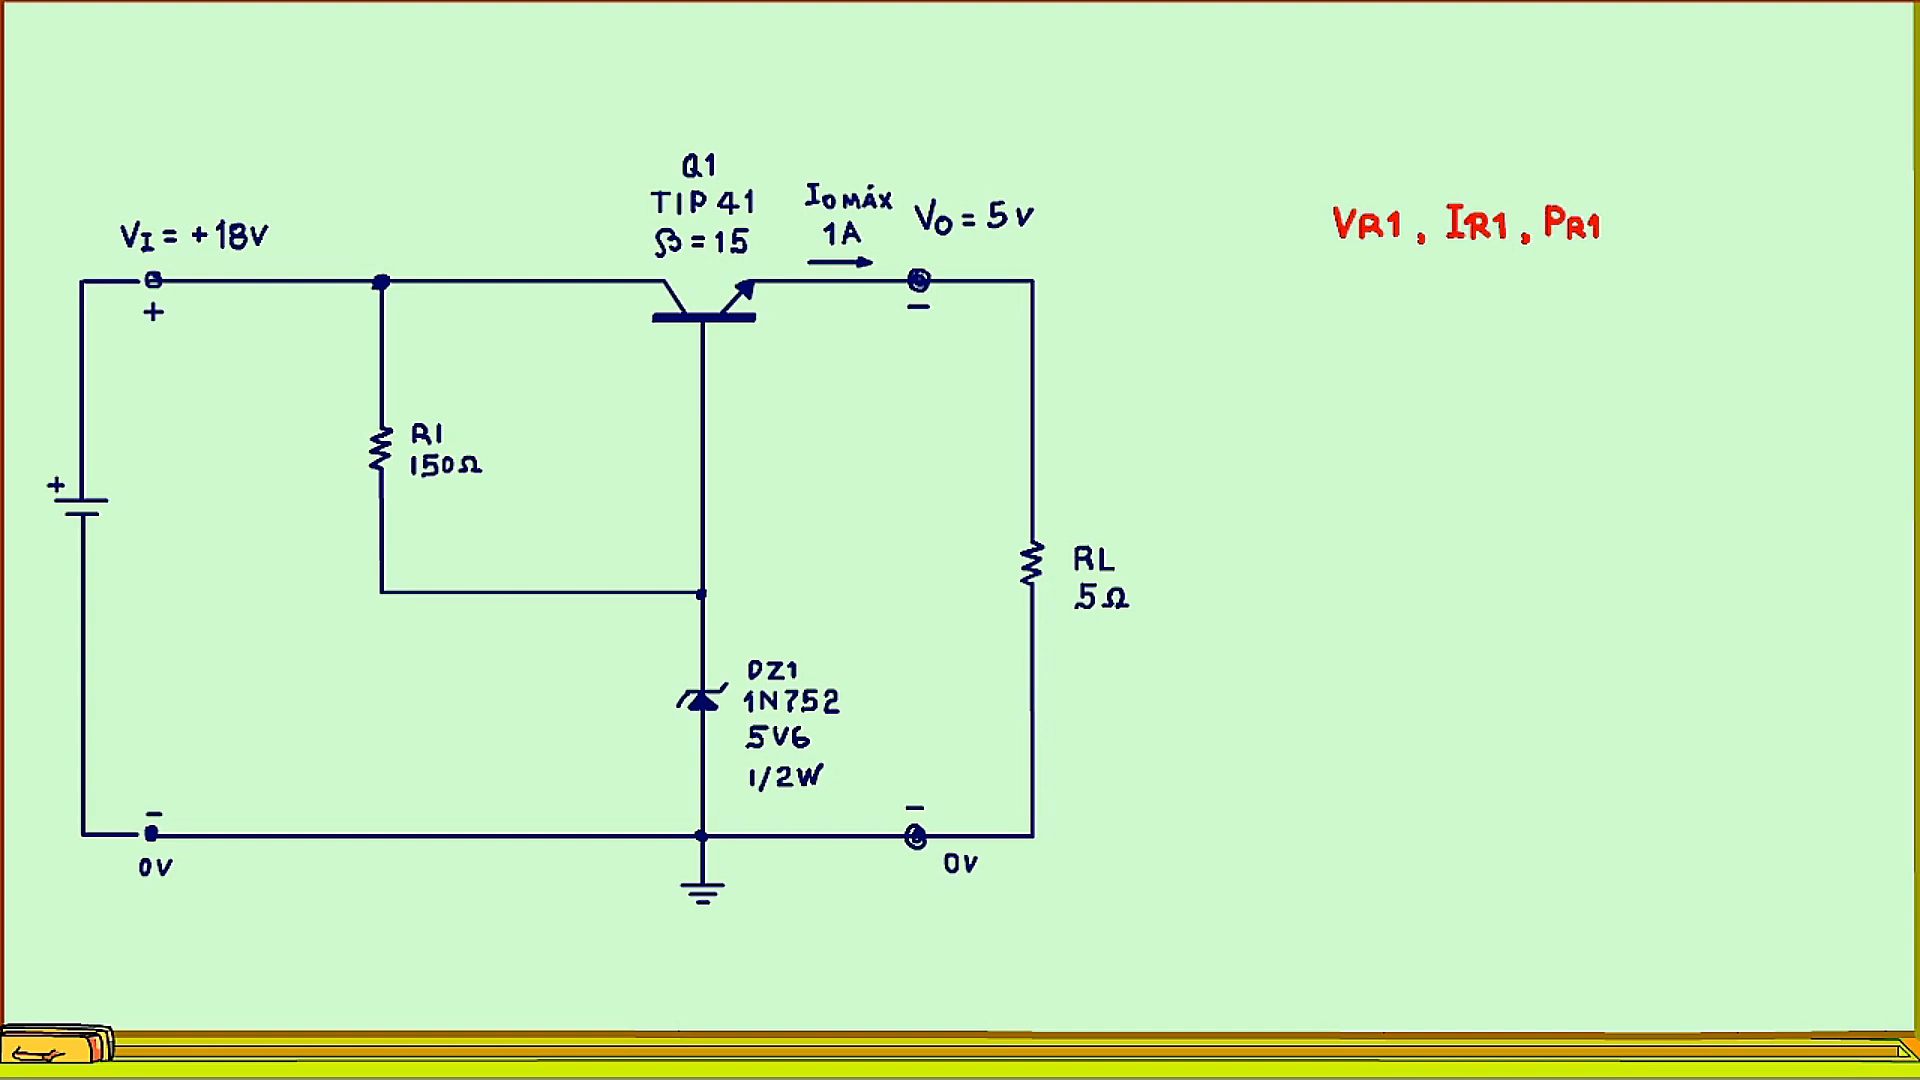 Q1
TIP 41
β = 15
IO MÁX
1A
VO = 5V
VI = +18V
VR1 , IR1 , PR1
+
−
R1
150Ω
+
RL
5Ω
DZ1
1N752
5V6
1/2W
−
−
0V
0V